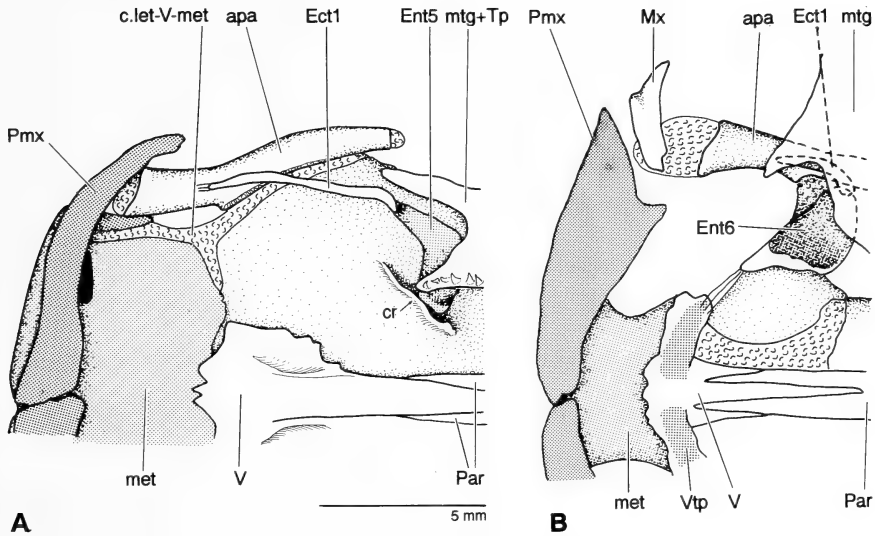 c.let-V-met apa Ect1 Ent5 mtg+Tp
Pmx
cr
met V Par
5 mm
A
Pmx Mx apa Ect1 mtg
Ent6
met Vtp V Par
B